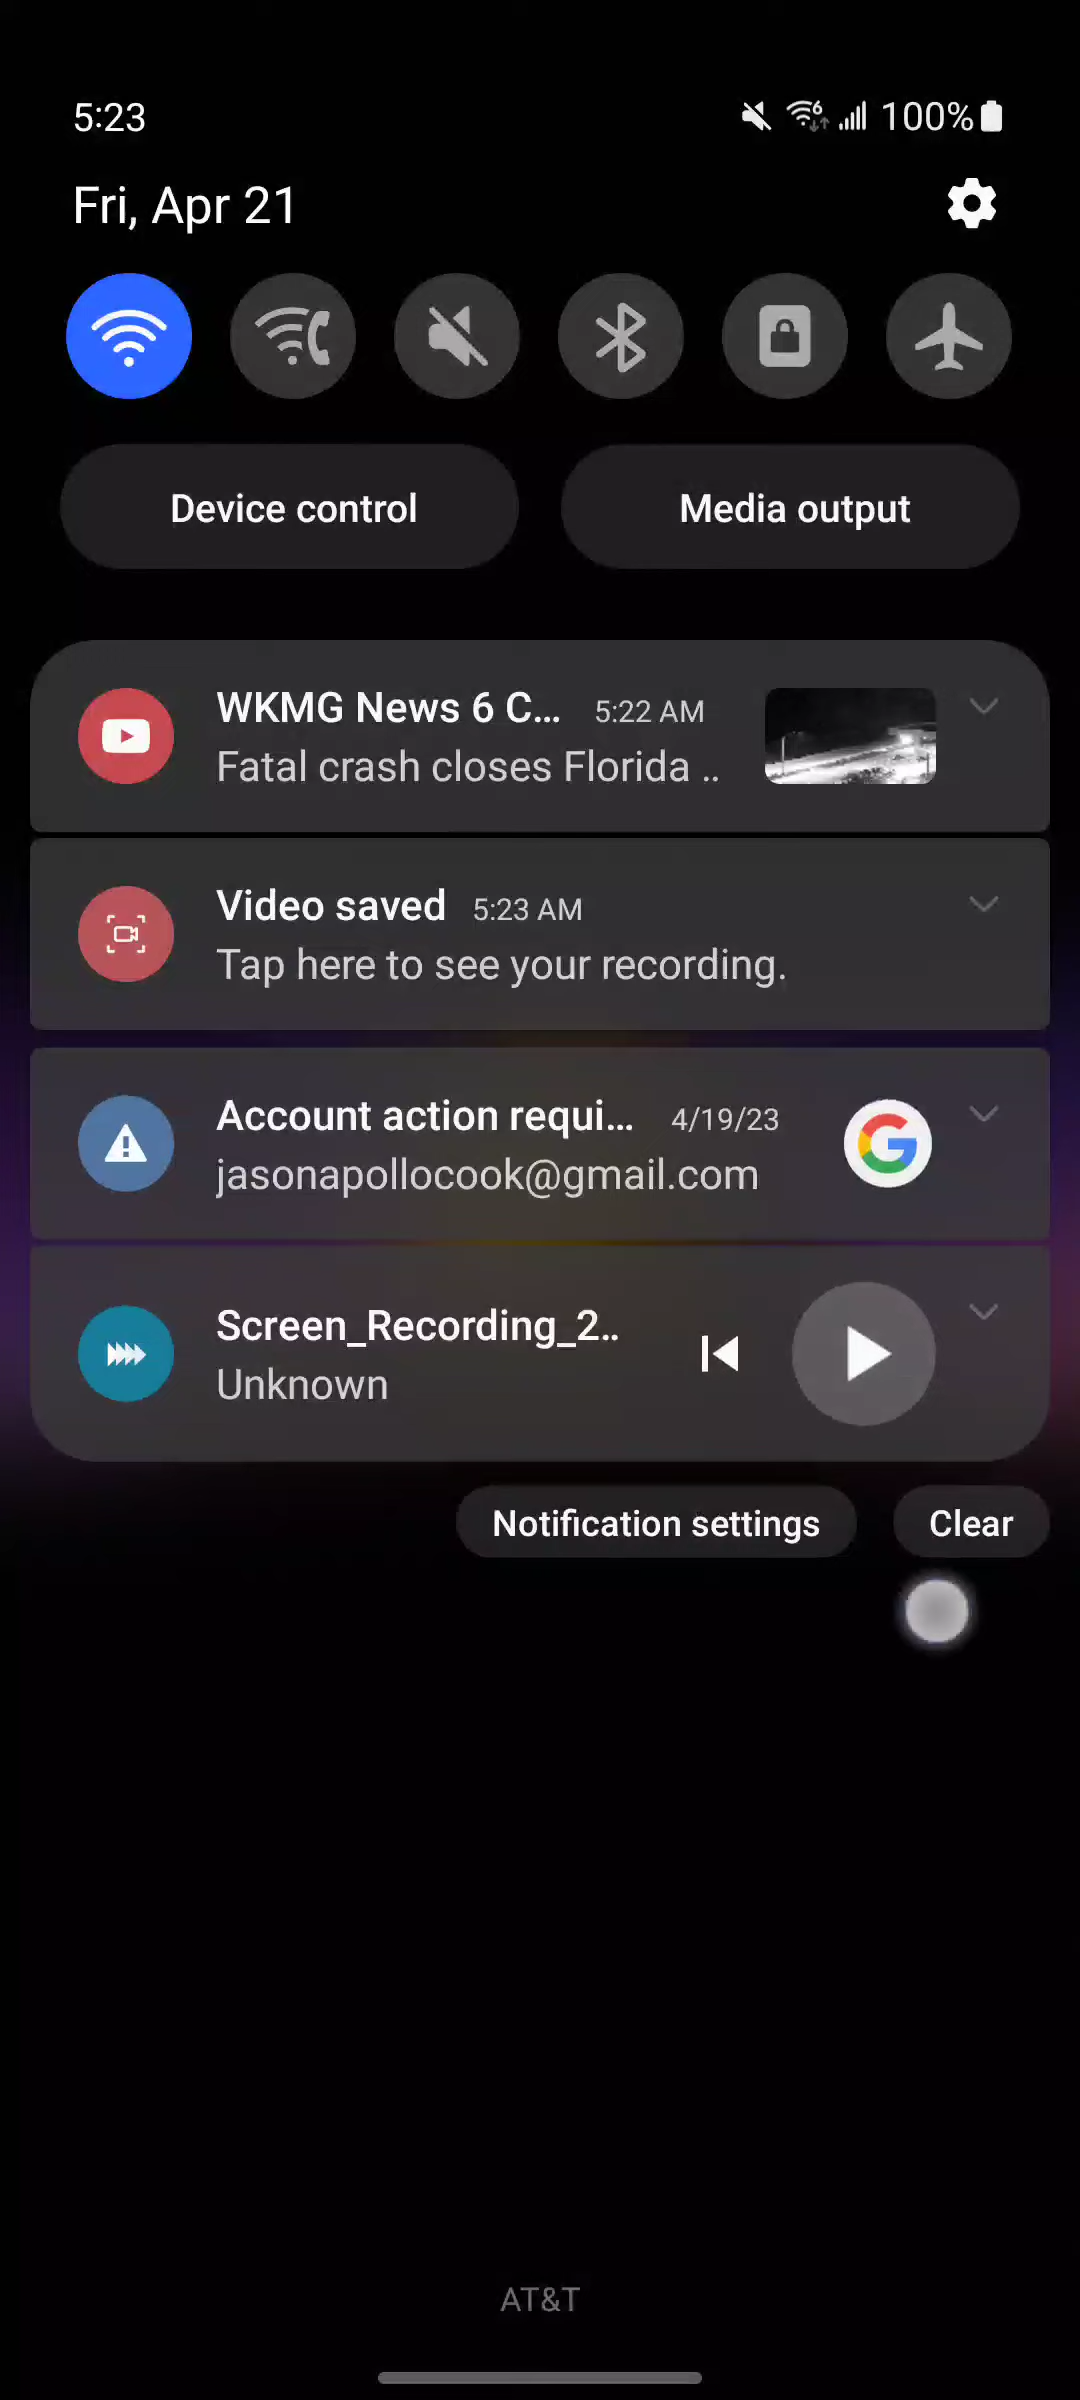 5:23
100%
Fri, Apr 21
Device control
Media output
WKMG News 6 C... 5:22 AM
Fatal crash closes Florida ..
Video saved 5:23 AM
Tap here to see your recording.
Account action requi... 4/19/23
jasonapollocook@gmail.com
Screen_Recording_2..
Unknown
Notification settings
Clear
AT&T